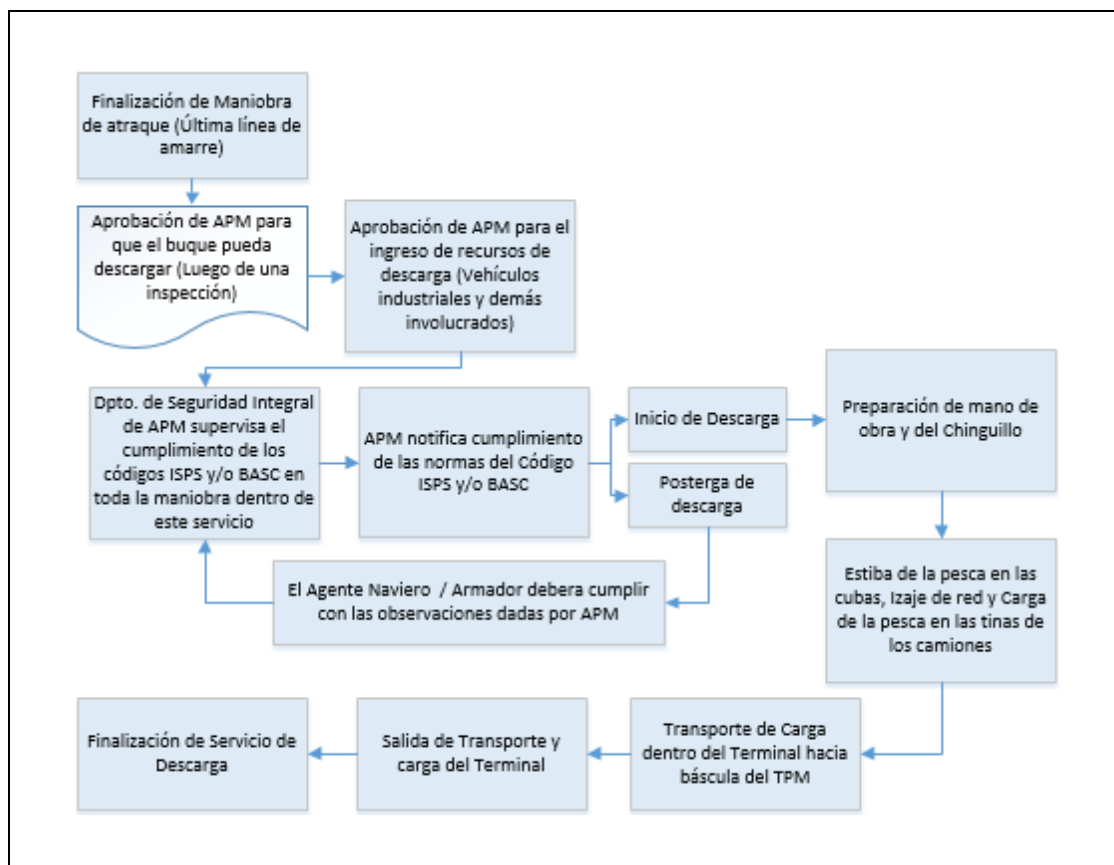 Finalización de Maniobra
de atraque (Última línea de
amarre)
Aprobación de APM para
que el buque pueda
descargar (Luego de una
inspección)
Aprobación de APM para el
ingreso de recursos de
descarga (Vehículos
industriales y demás
involucrados)
Dpto. de Seguridad Integral
de APM supervisa el
cumplimiento de los
códigos ISPS y/o BASC en
toda la maniobra dentro de
este servicio
APM notifica cumplimiento
de las normas del Código
ISPS y/o BASC
Inicio de Descarga
Posterga de
descarga
Preparación de mano de
obra y del Chinguillo
El Agente Naviero / Armador debera cumplir
con las observaciones dadas por APM
Estiba de la pesca en las
cubas, Izaje de red y Carga
de la pesca en las tinas de
los camiones
Transporte de Carga
dentro del Terminal hacia
báscula del TPM
Salida de Transporte y
carga del Terminal
Finalización de Servicio de
Descarga